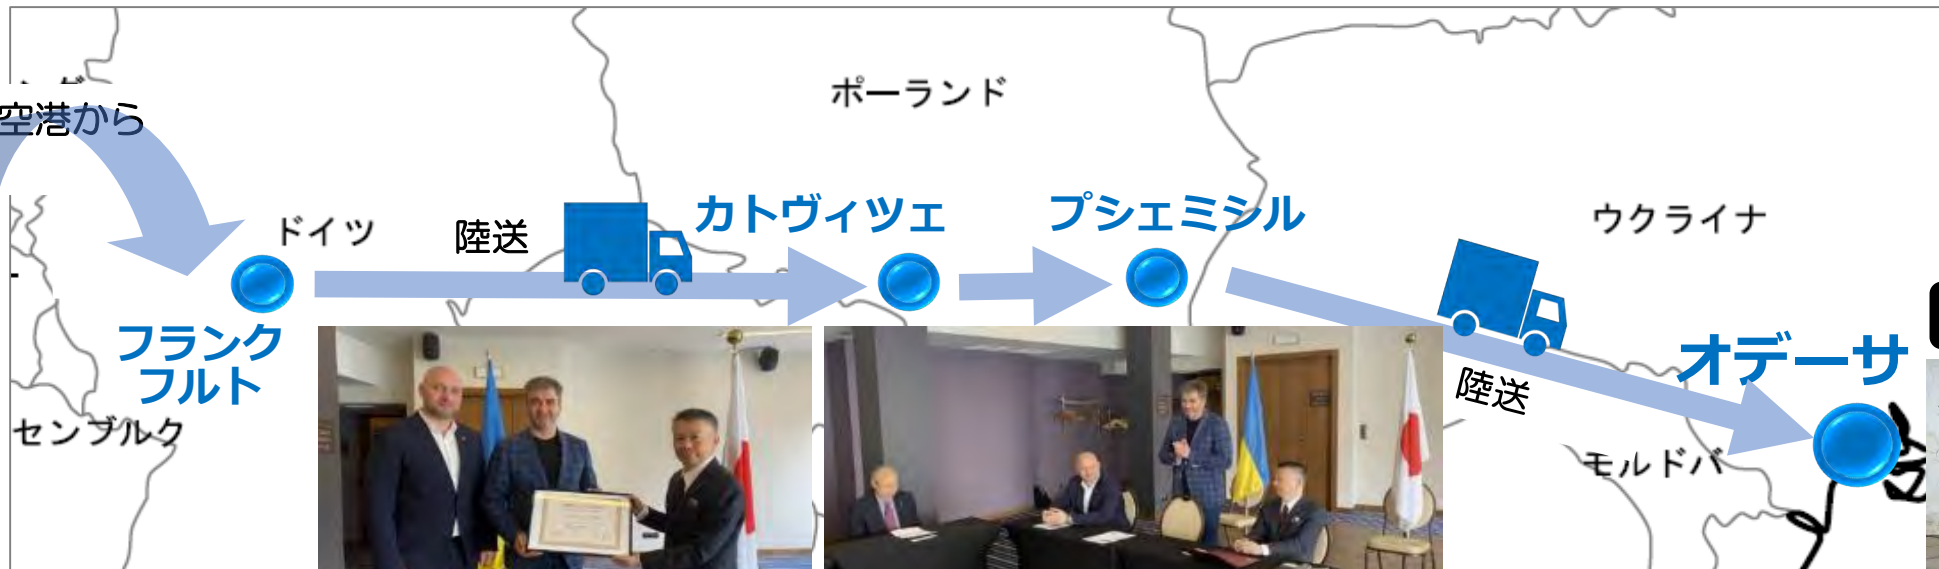 ポーランド
空港から
カトヴィツェ
プシェミシル
ウクライナ
ドイツ
陸送
フランク
フルト
オデーサ
陸送
センブルク
モルドバ